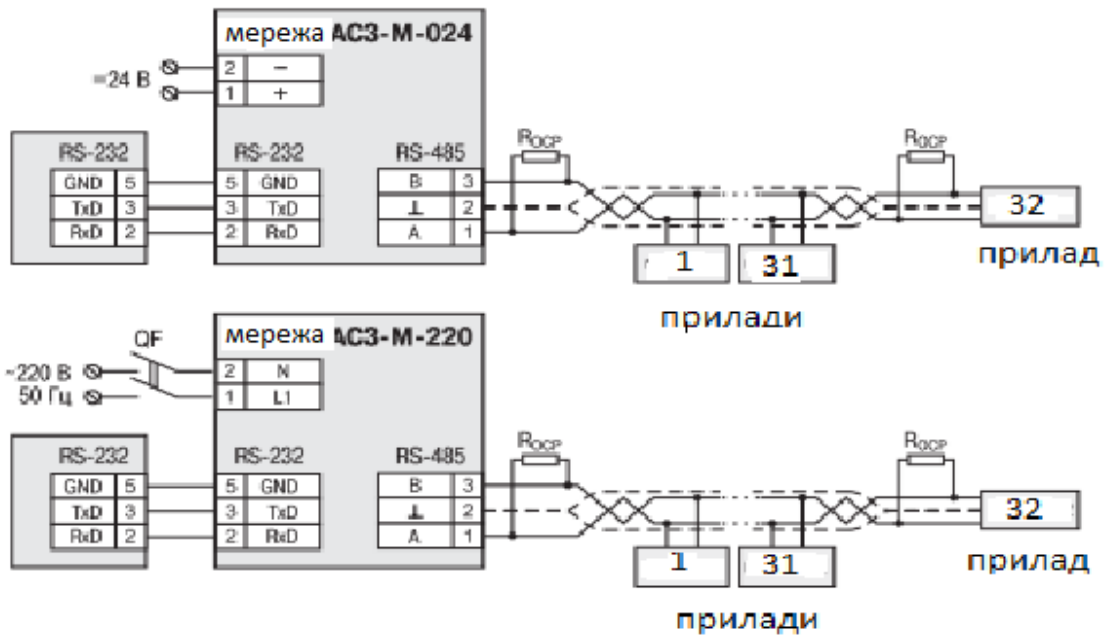 мережа АС3-М-024
=24 В
2 −
1 +
RS-232 RS-232 RS-485
GND 5 5 GND B 3
TxD 3 3 TxD ⊥ 2
RxD 2 2 RxD A 1
RОСР RОСР
1 31 32
прилад
прилади
мережа АС3-М-220
QF
~220 В
50 Гц
2 N
1 L1
RS-232 RS-232 RS-485
GND 5 5 GND B 3
TxD 3 3 TxD ⊥ 2
RxD 2 2 RxD A 1
RОСР RОСР
1 31 32
прилад
прилади